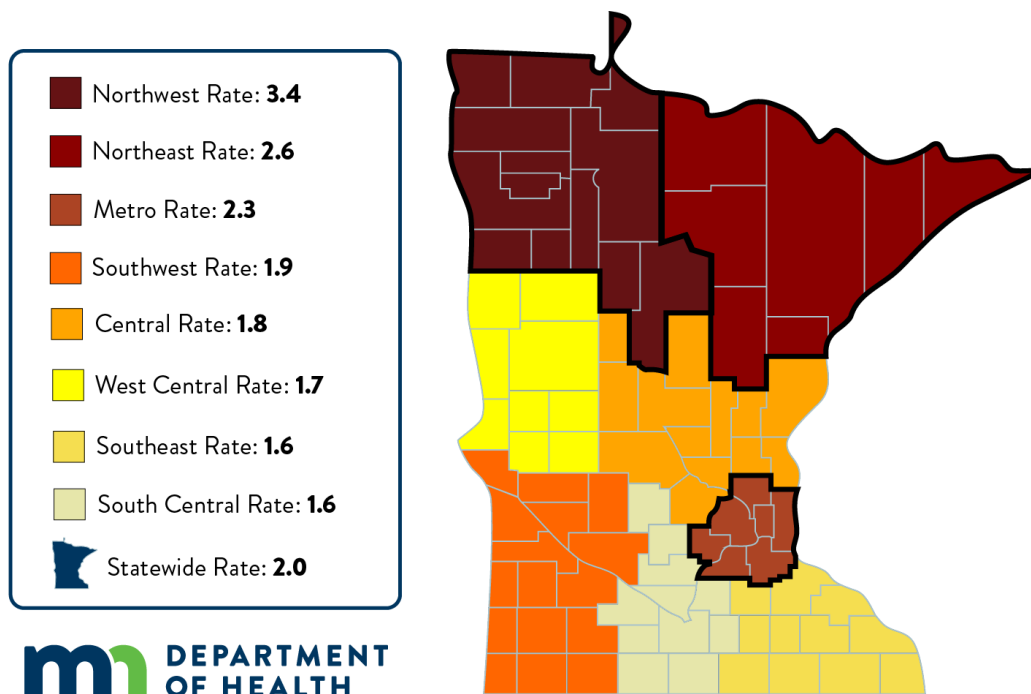 Northwest Rate: 3.4
Northeast Rate: 2.6
Metro Rate: 2.3
Southwest Rate: 1.9
Central Rate: 1.8
West Central Rate: 1.7
Southeast Rate: 1.6
South Central Rate: 1.6
Statewide Rate: 2.0
mn DEPARTMENT
OF HEALTH